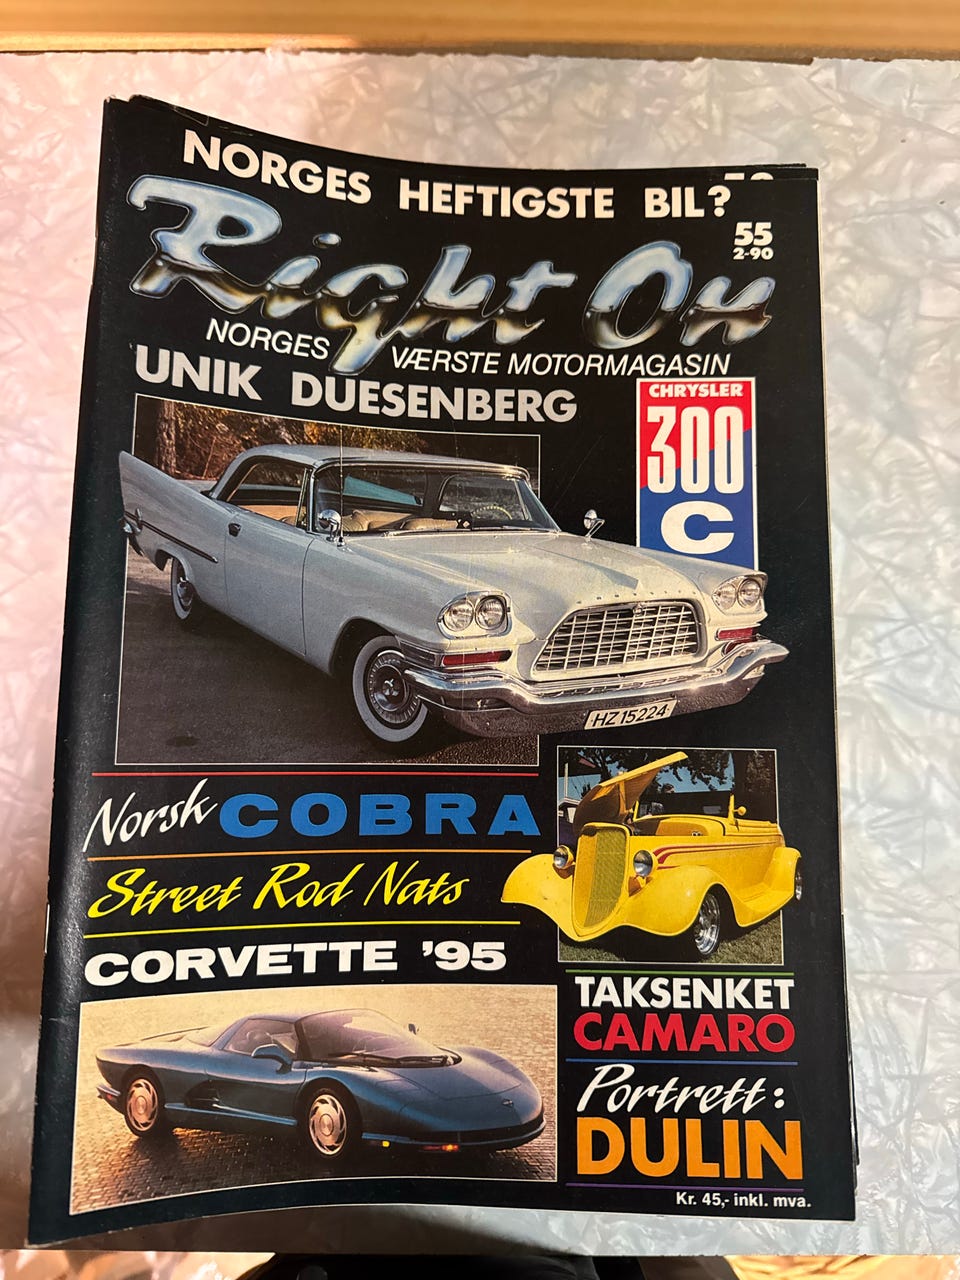 NORGES HEFTIGSTE BIL?
Right On
55
2-90
NORGES VÆRSTE MOTORMAGASIN
UNIK DUESENBERG
CHRYSLER
300
C
HZ 15224
Norsk COBRA
Street Rod Nats
CORVETTE '95
TAKSENKET
CAMARO
Portrett:
DULIN
Kr. 45,- inkl. mva.